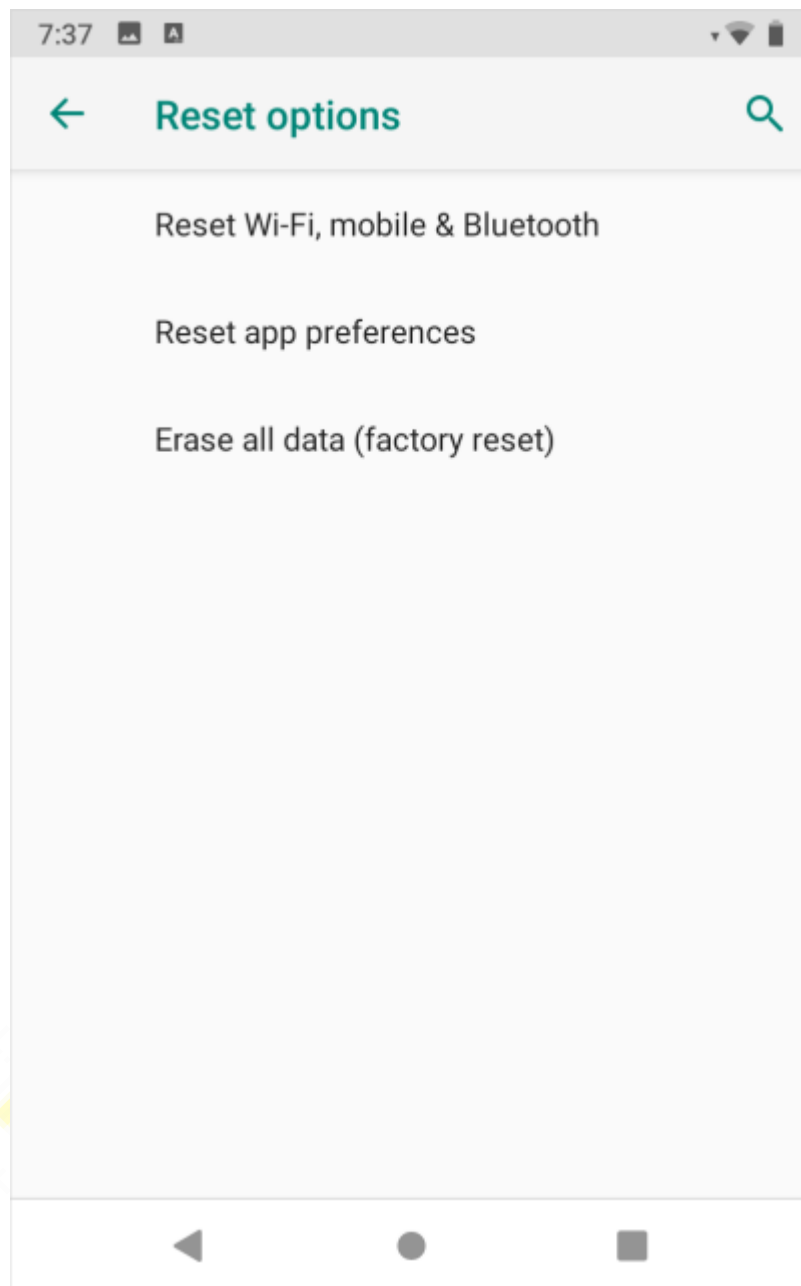 7:37
Reset options
Reset Wi-Fi, mobile & Bluetooth
Reset app preferences
Erase all data (factory reset)